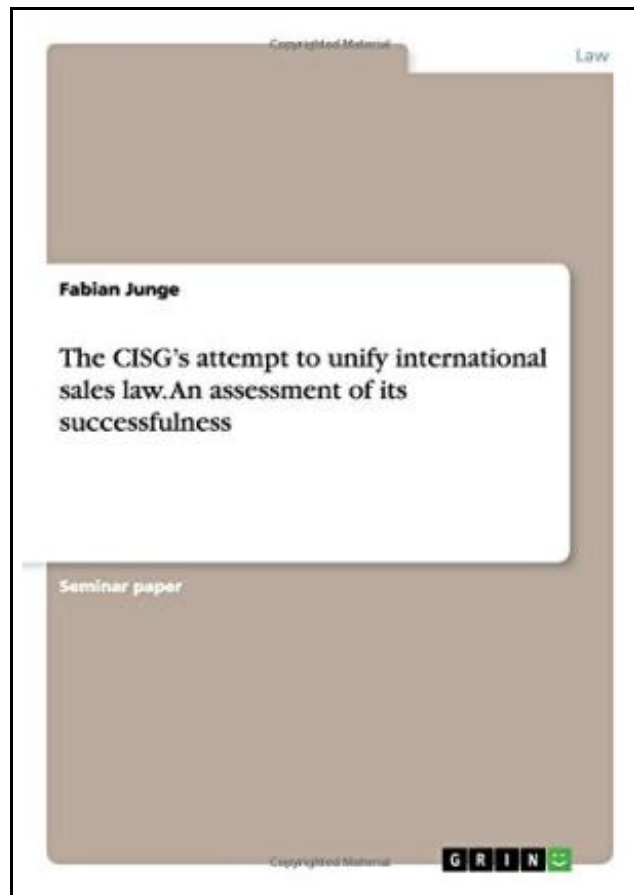 Copyrighted Material
Law
Fabian Junge
The CISG's attempt to unify international
sales law. An assessment of its
successfulness
Seminar paper
Copyrighted Material
GRIN